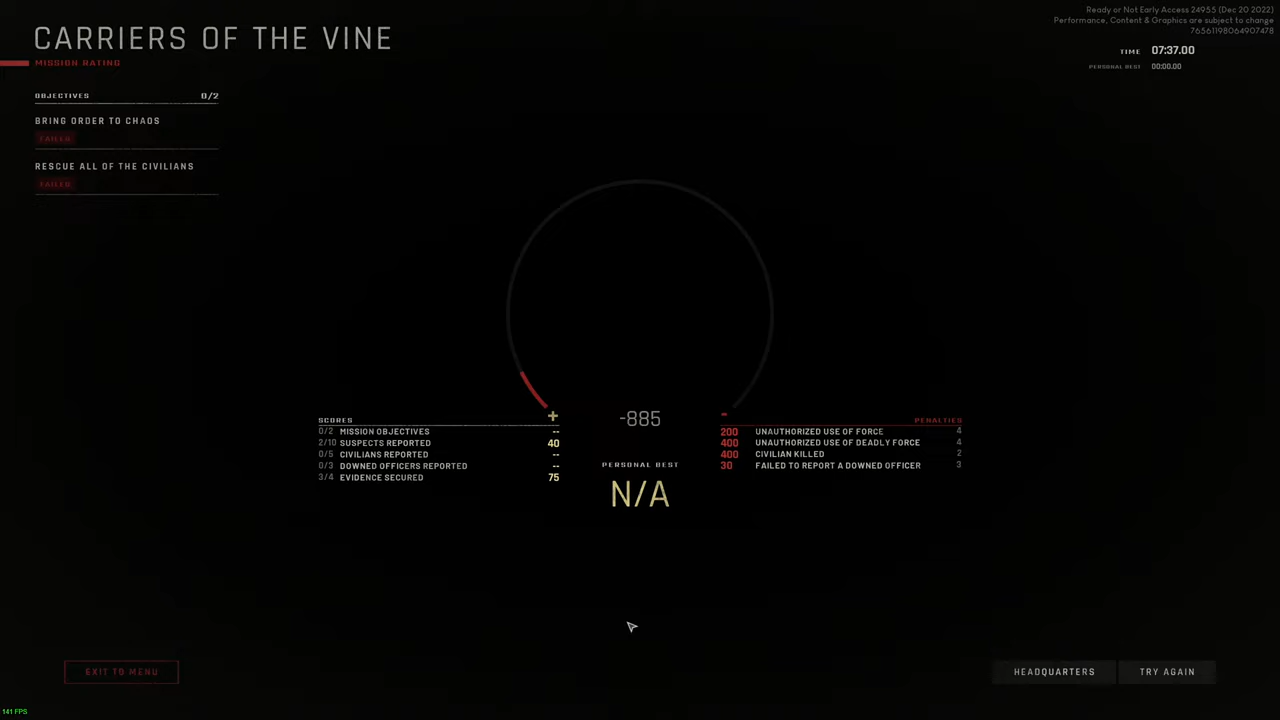 Ready or Not Early Access 24955 (Dec 20 2022)
Performance, Content & Graphics are subject to change
76561198064907478
CARRIERS OF THE VINE
MISSION RATING
TIME 07:37.00
PERSONAL BEST 00:00.00
OBJECTIVES 0/2
BRING ORDER TO CHAOS
FAILED
RESCUE ALL OF THE CIVILIANS
FAILED
SCORES +
0/2 MISSION OBJECTIVES --
2/10 SUSPECTS REPORTED 40
0/5 CIVILIANS REPORTED --
0/3 DOWNED OFFICERS REPORTED --
3/4 EVIDENCE SECURED 75
-885
PERSONAL BEST
N/A
- PENALTIES
200 UNAUTHORIZED USE OF FORCE 4
400 UNAUTHORIZED USE OF DEADLY FORCE 4
400 CIVILIAN KILLED 2
30 FAILED TO REPORT A DOWNED OFFICER 3
EXIT TO MENU
HEADQUARTERS
TRY AGAIN
141 FPS